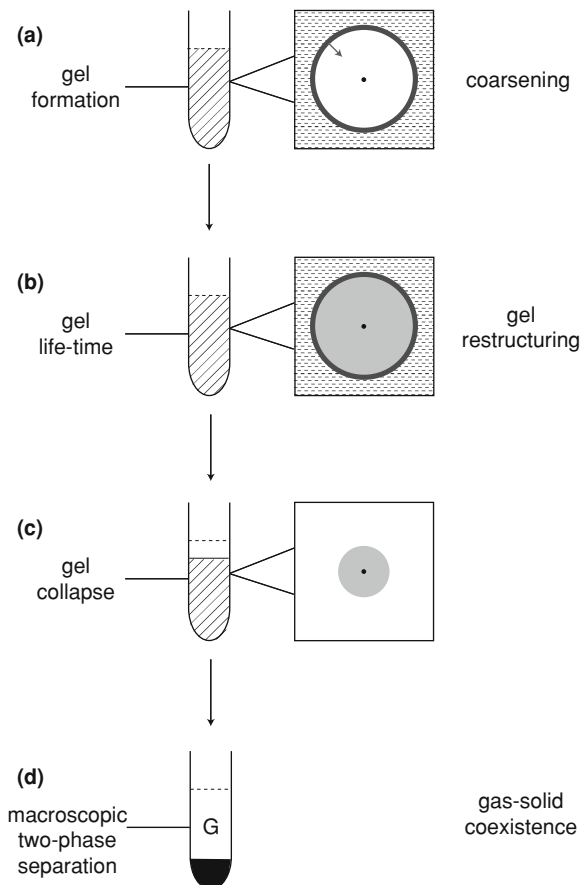 (a)
gel
formation
coarsening
(b)
gel
life-time
gel
restructuring
(c)
gel
collapse
(d)
macroscopic
two-phase
separation
G
gas-solid
coexistence